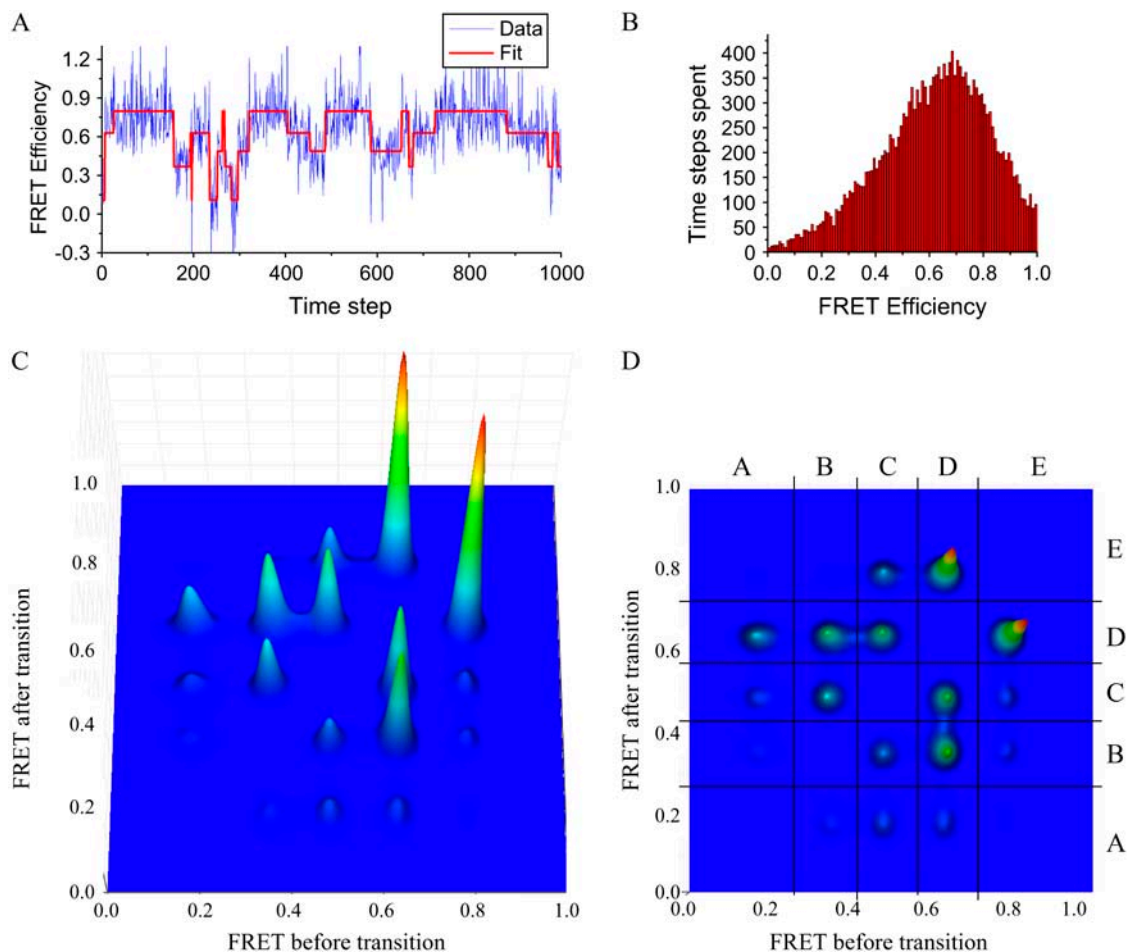 A
Data
Fit
1.2
0.9
0.6
0.3
0.0
-0.3
FRET Efficiency
0 200 400 600 800 1000
Time step
B
400
350
300
250
200
150
100
50
0
Time steps spent
0.0 0.2 0.4 0.6 0.8 1.0
FRET Efficiency
C
1.0
0.8
0.6
0.4
0.2
0.0
FRET after transition
0.0 0.2 0.4 0.6 0.8 1.0
FRET before transition
D
A B C D E
1.0
0.8
0.6
0.4
0.2
0.0
FRET after transition
E
D
C
B
A
0.0 0.2 0.4 0.6 0.8 1.0
FRET before transition